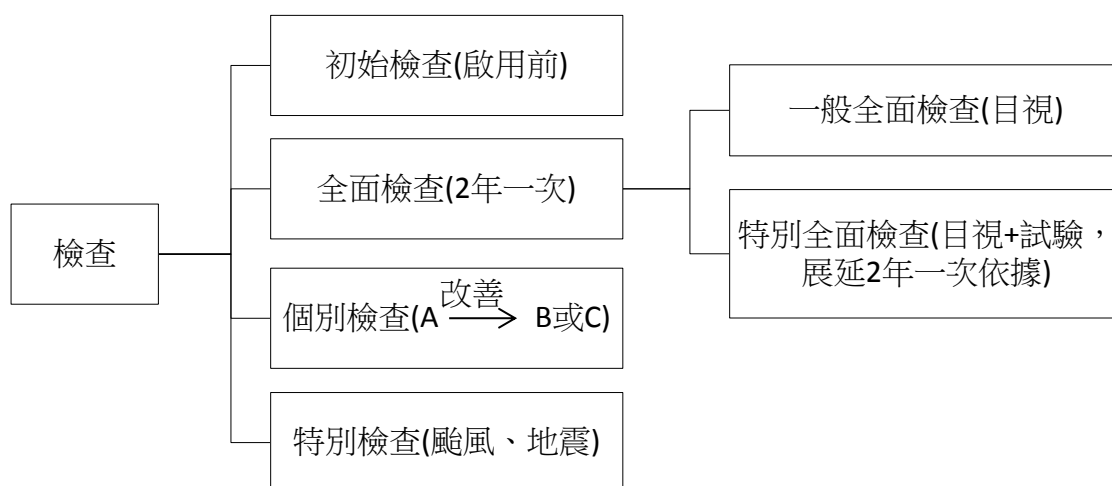 檢查
初始檢查(啟用前)
全面檢查(2年一次)
一般全面檢查(目視)
特別全面檢查(目視+試驗，
展延2年一次依據)
改善
個別檢查(A ⟶ B或C)
特別檢查(颱風、地震)